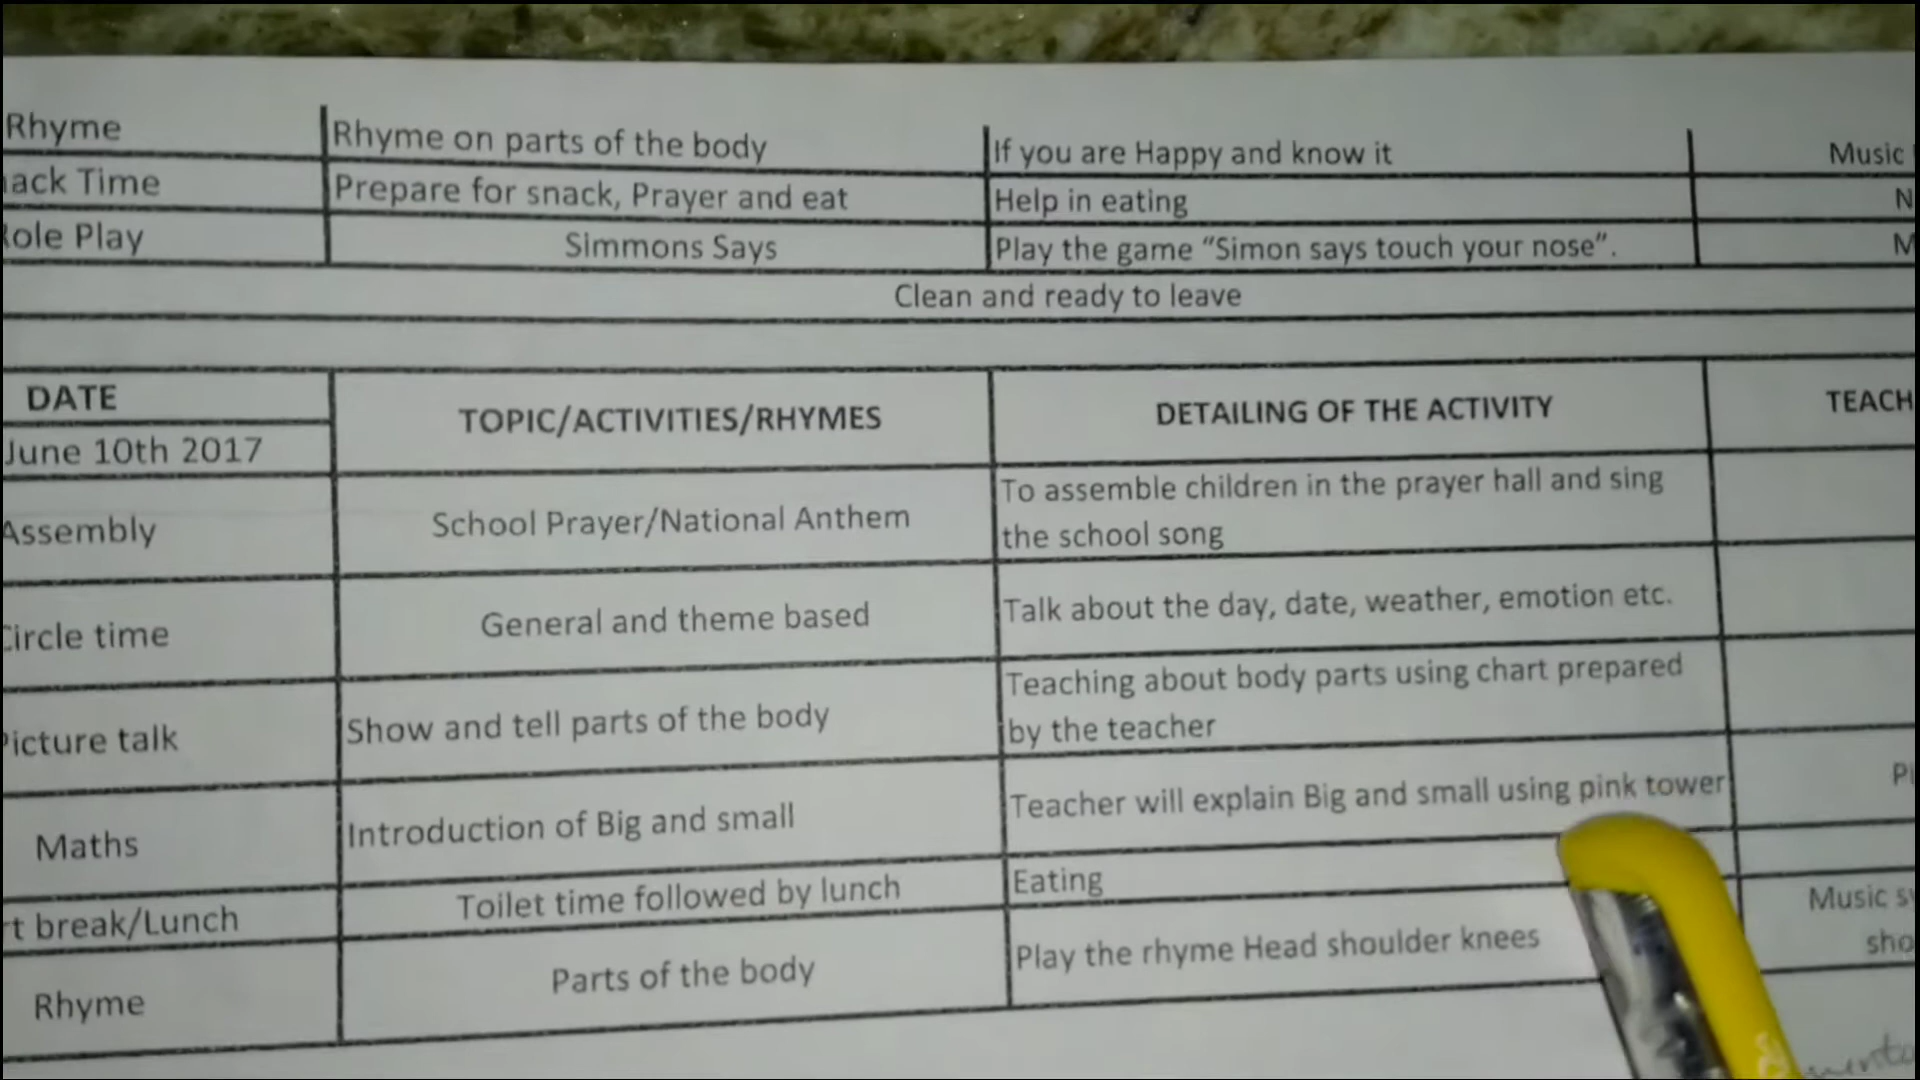 Rhyme Rhyme on parts of the body If you are Happy and know it Music
Time Prepare for snack, Prayer and eat Help in eating
Play Simmons Says Play the game “Simon says touch your nose”.
Clean and ready to leave
DATE TOPIC/ACTIVITIES/RHYMES DETAILING OF THE ACTIVITY TEACH
June 10th 2017
Assembly School Prayer/National Anthem To assemble children in the prayer hall and sing
the school song
Circle time General and theme based Talk about the day, date, weather, emotion etc.
Picture talk Show and tell parts of the body Teaching about body parts using chart prepared
by the teacher
Maths Introduction of Big and small Teacher will explain Big and small using pink tower
break/Lunch Toilet time followed by lunch Eating
Rhyme Parts of the body Play the rhyme Head shoulder knees Music
sho